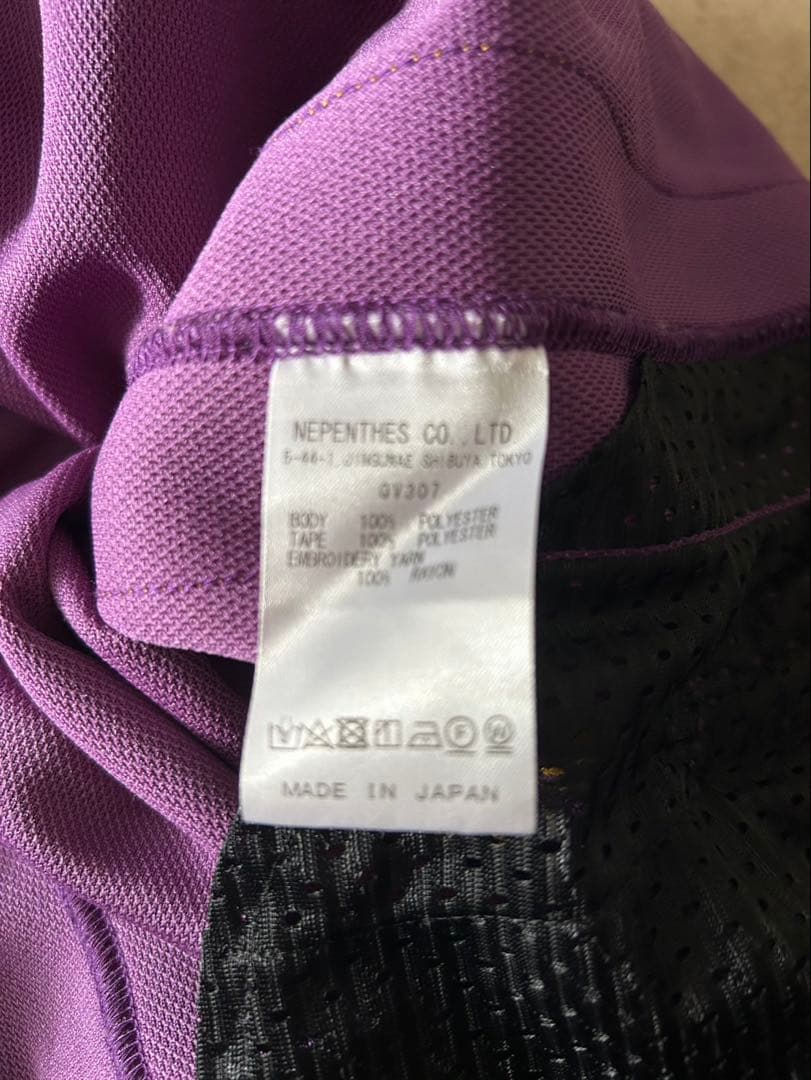 NEPENTHES CO.,LTD
5-44-1,JINGUMAE SHIBUYA TOKYO
GV307
BODY 100% POLYESTER
TAPE 100% POLYESTER
EMBROIDERY YARN
100% RAYON
F W
MADE IN JAPAN